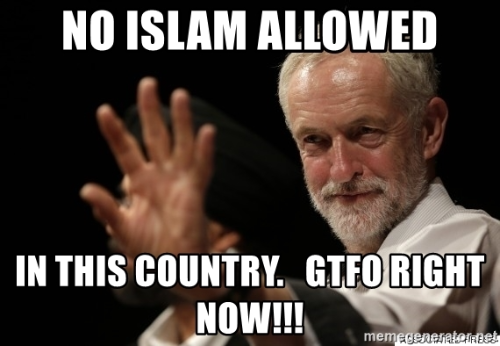 NO ISLAM ALLOWED
IN THIS COUNTRY. GTFO RIGHT
NOW!!!
memegenerator.net